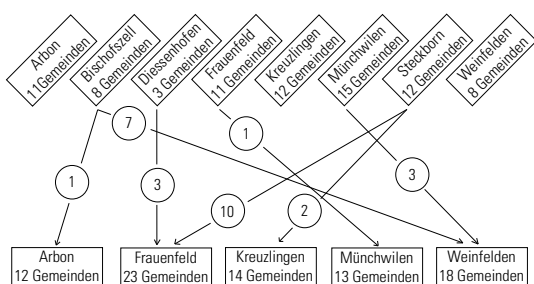 Arbon
11Gemeinden
Bischofszell
8 Gemeinden
Diessenhofen
3 Gemeinden
Frauenfeld
11 Gemeinden
Kreuzlingen
12 Gemeinden
Münchwilen
15 Gemeinden
Steckborn
12 Gemeinden
Weinfelden
8 Gemeinden
7
1
1
3
10
2
3
Arbon
12 Gemeinden
Frauenfeld
23 Gemeinden
Kreuzlingen
14 Gemeinden
Münchwilen
13 Gemeinden
Weinfelden
18 Gemeinden